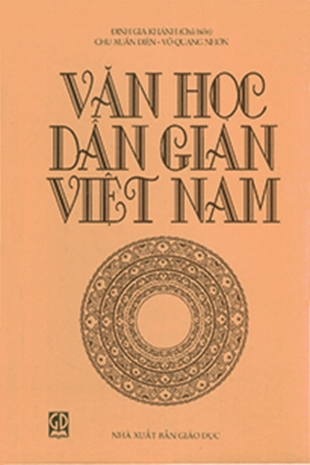 ĐINH GIA KHÁNH (Chủ biên)
CHU XUÂN DIÊN - VÕ QUANG NHƠN
VĂN HỌC
DÂN GIAN
VIỆT NAM
GD
NHÀ XUẤT BẢN GIÁO DỤC